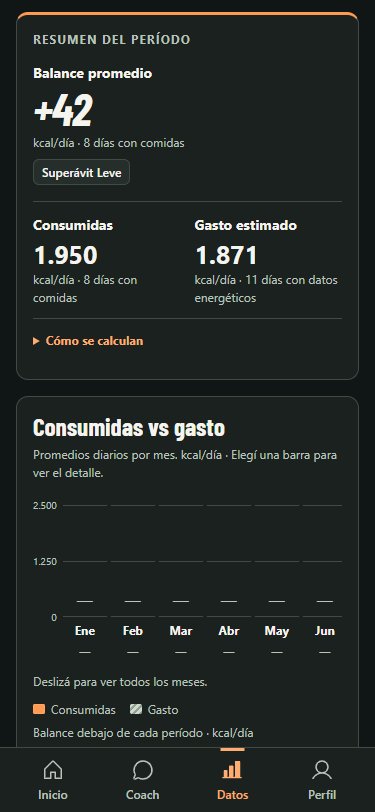 RESUMEN DEL PERÍODO
Balance promedio
+42
kcal/día · 8 días con comidas
Superávit Leve
Consumidas
1.950
kcal/día · 8 días con
comidas
Gasto estimado
1.871
kcal/día · 11 días con datos
energéticos
▶ Cómo se calculan
Consumidas vs gasto
Promedios diarios por mes. kcal/día · Elegí una barra para
ver el detalle.
2.500
1.250
0
— — — — — —
Ene Feb Mar Abr May Jun
— — — — — —
Deslizá para ver todos los meses.
Consumidas Gasto
Balance debajo de cada período · kcal/día
Inicio Coach Datos Perfil